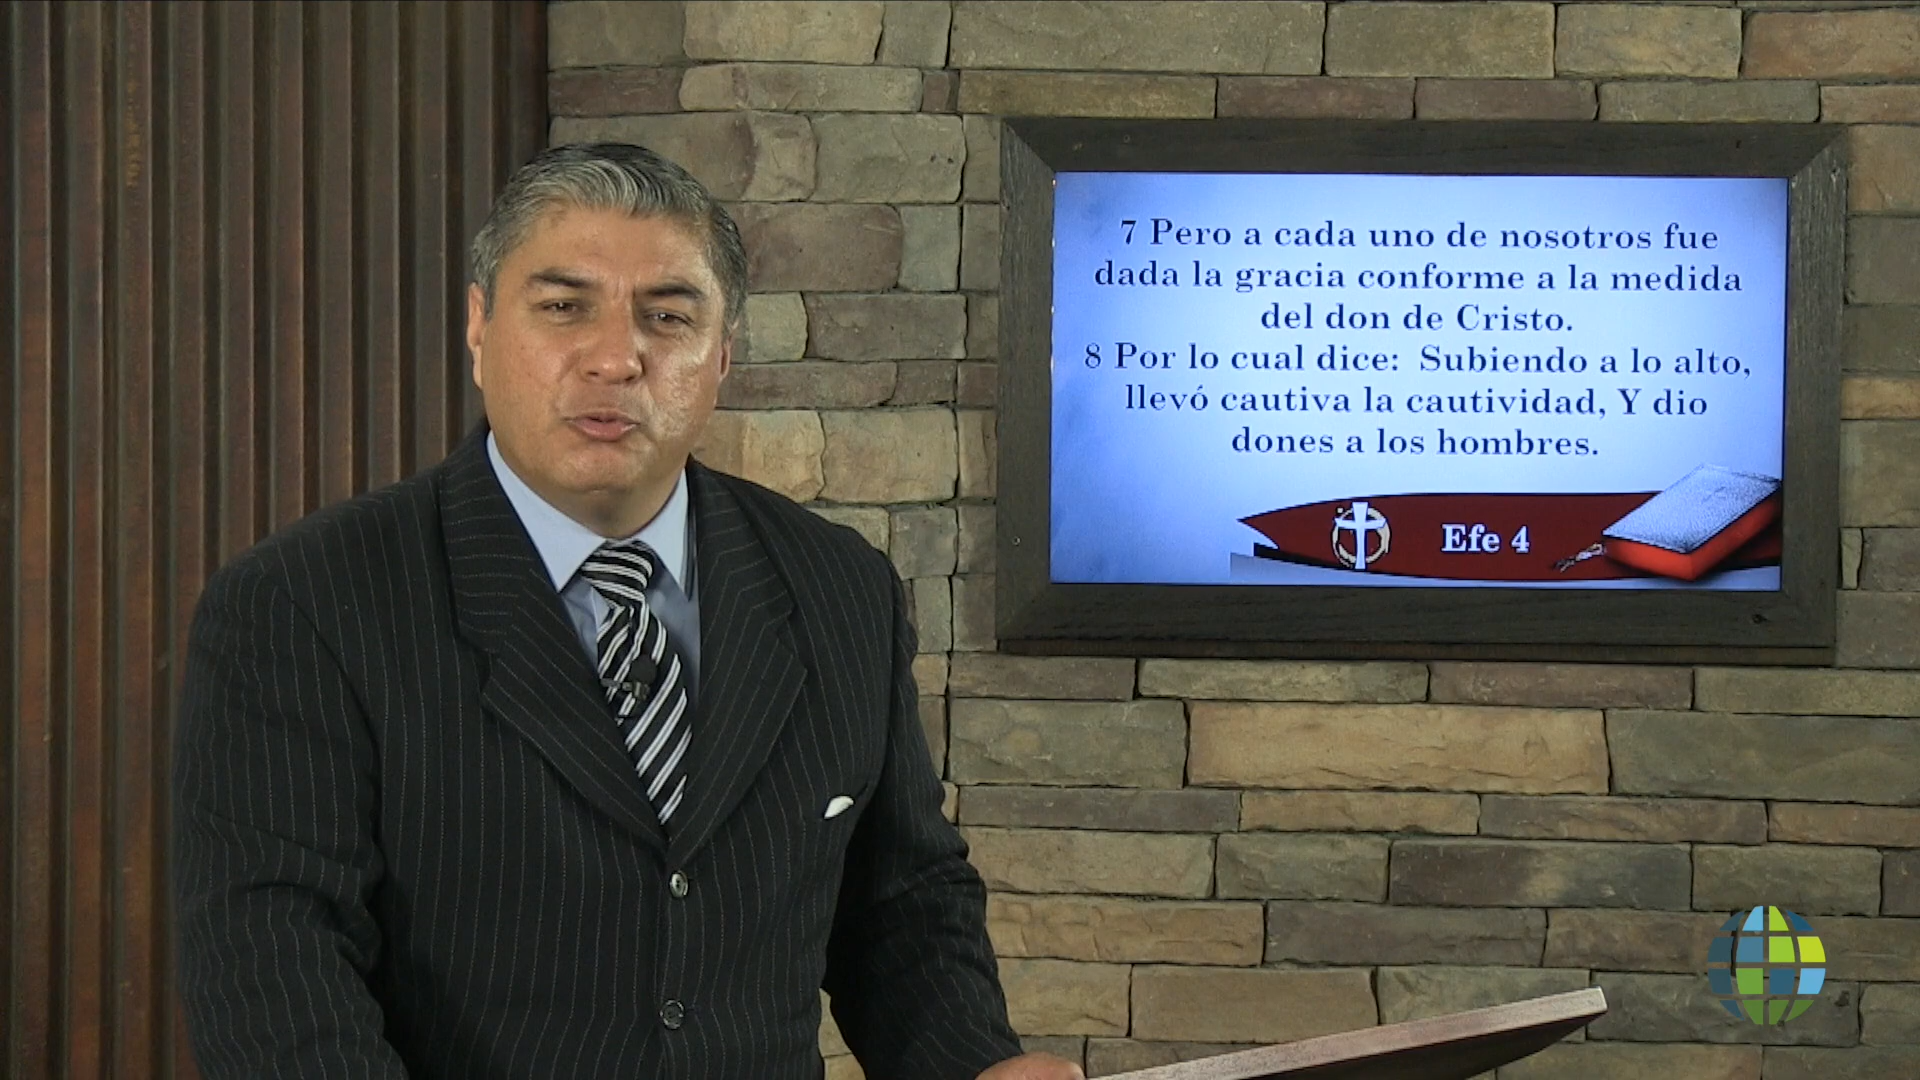 7 Pero a cada uno de nosotros fue
dada la gracia conforme a la medida
del don de Cristo.
8 Por lo cual dice: Subiendo a lo alto,
llevó cautiva la cautividad, Y dio
dones a los hombres.
Efe 4